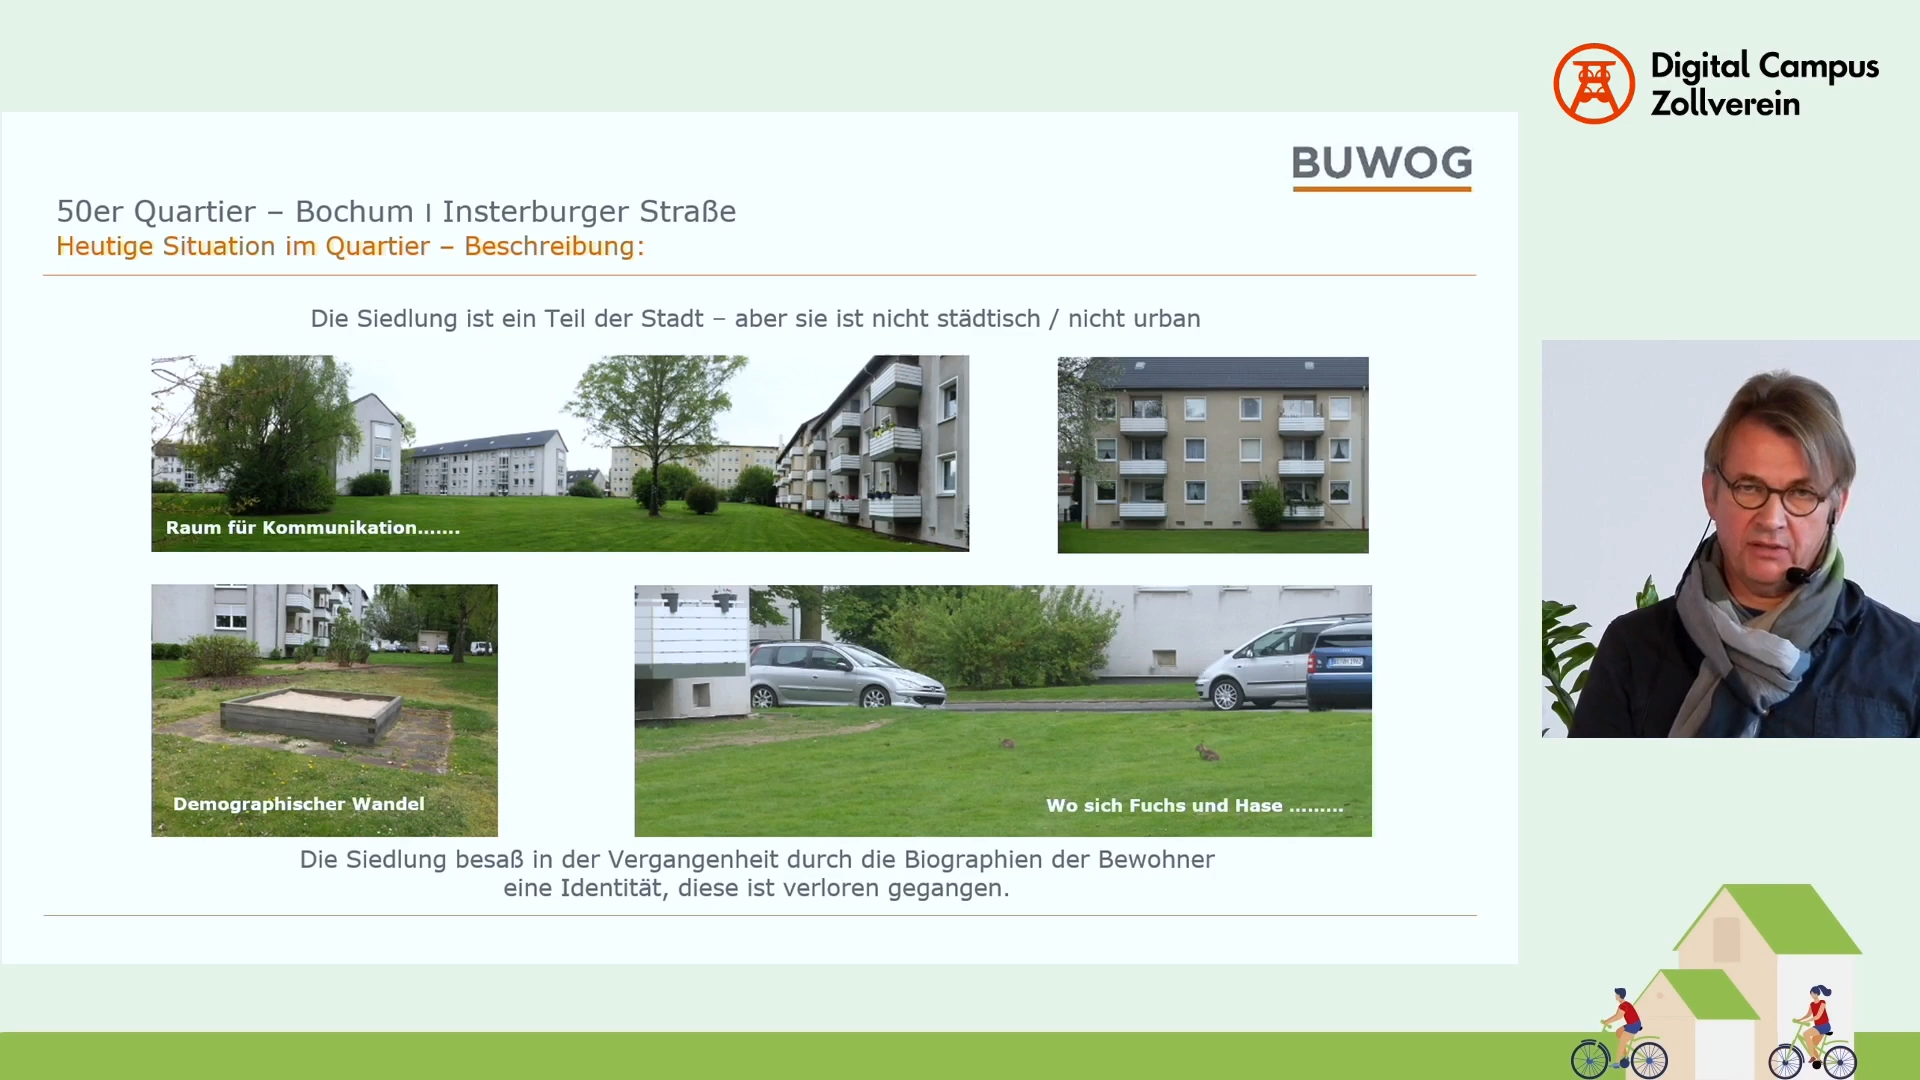 Digital Campus
Zollverein
BUWOG
50er Quartier – Bochum I Insterburger Straße
Heutige Situation im Quartier – Beschreibung:
Die Siedlung ist ein Teil der Stadt – aber sie ist nicht städtisch / nicht urban
Raum für Kommunikation.......
Demographischer Wandel
Wo sich Fuchs und Hase .........
Die Siedlung besaß in der Vergangenheit durch die Biographien der Bewohner
eine Identität, diese ist verloren gegangen.